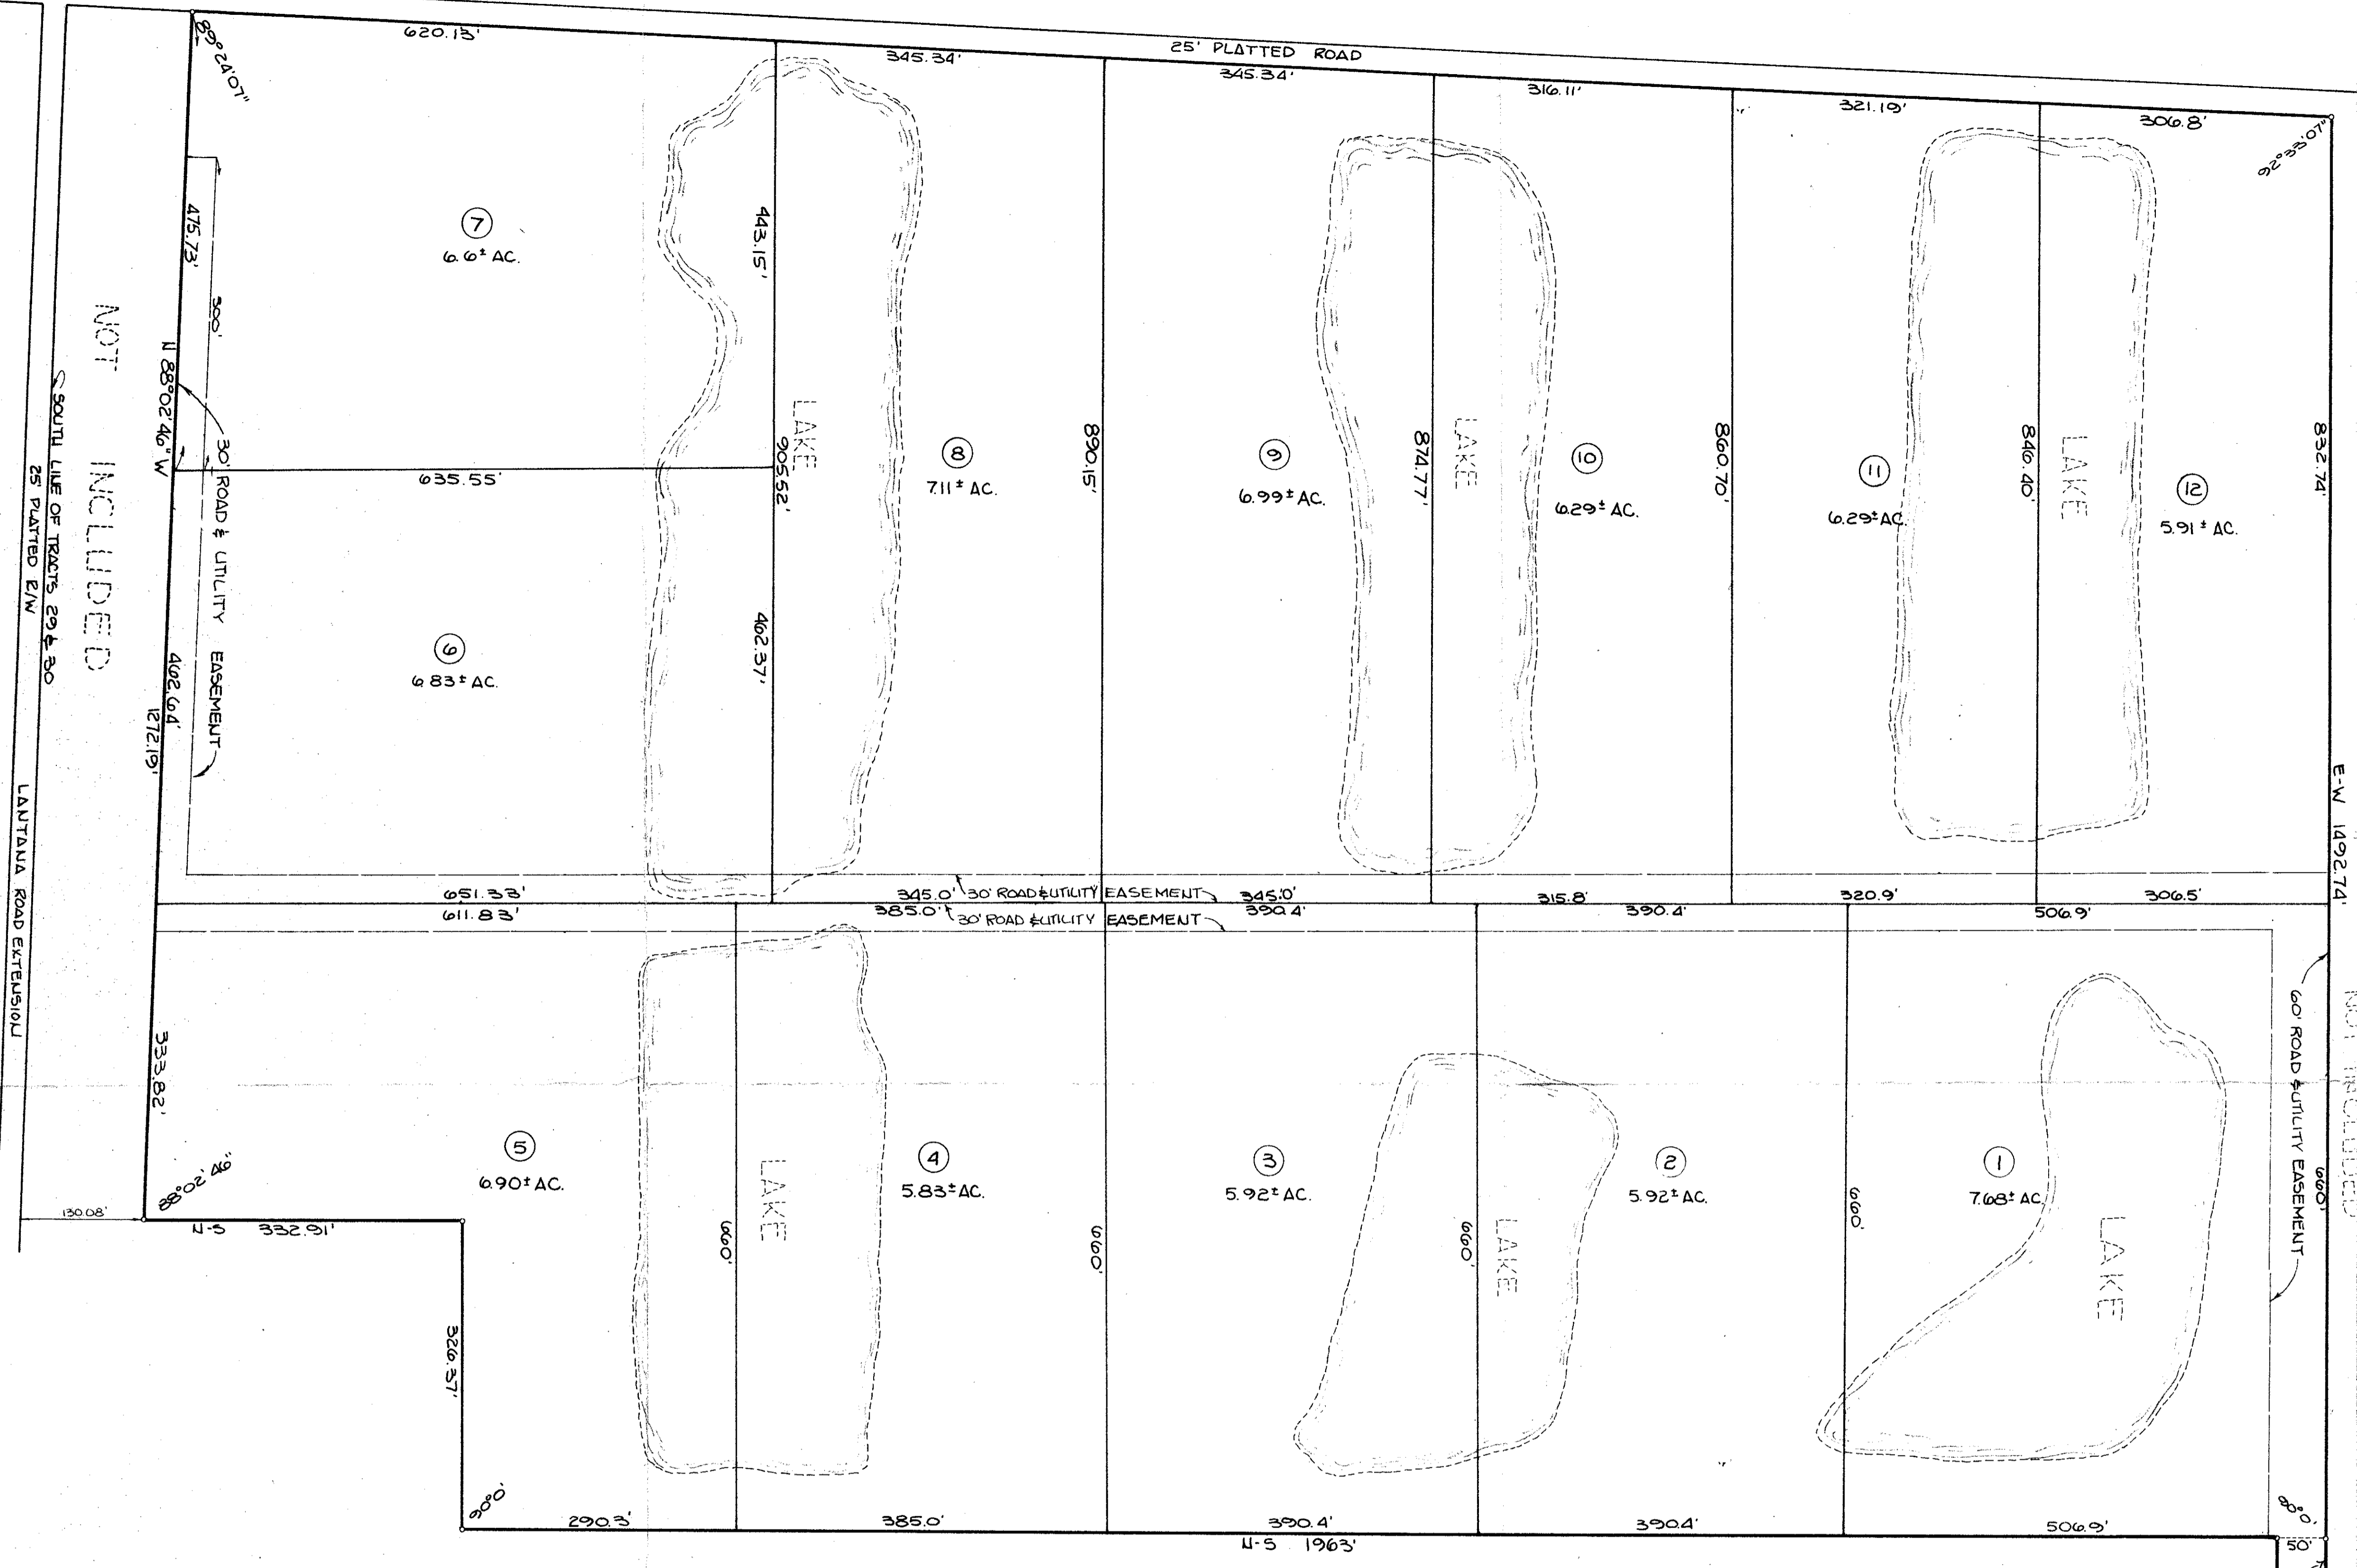 25' PLATTED ROAD
620.13'
345.34'
345.34'
316.11'
321.19'
306.8'
89°24'07"
92°33'07"
475.73'
300'
N 88°02'46" W
30' ROAD & UTILITY EASEMENT
462.64'
1272.19'
NOT INCLUDED
SOUTH LINE OF TRACTS 29 & 30
25' PLATTED R/W
LANTANA ROAD EXTENSION
7
6.6± AC.
443.15'
LAKE
905.52'
635.55'
462.37'
6
6.83± AC.
8
7.11± AC.
890.15'
9
6.99± AC.
874.77'
LAKE
10
6.29± AC.
860.70'
11
6.29± AC.
846.40'
LAKE
12
5.91± AC.
832.74'
E-W 1492.74'
651.33'
345.0'
30' ROAD & UTILITY EASEMENT
345.0'
315.8'
320.9'
306.5'
611.83'
385.0'
30' ROAD & UTILITY EASEMENT
390.4'
390.4'
506.9'
333.82'
88°02'46"
130.08'
N-S 332.91'
326.37'
5
6.90± AC.
660'
LAKE
4
5.83± AC.
660'
3
5.92± AC.
660'
LAKE
2
5.92± AC.
660'
1
7.68± AC.
LAKE
60' ROAD & UTILITY EASEMENT
660'
NOT INCLUDED
90°0'
90°0'
290.3'
385.0'
390.4'
390.4'
506.9'
50'
N-S 1963'